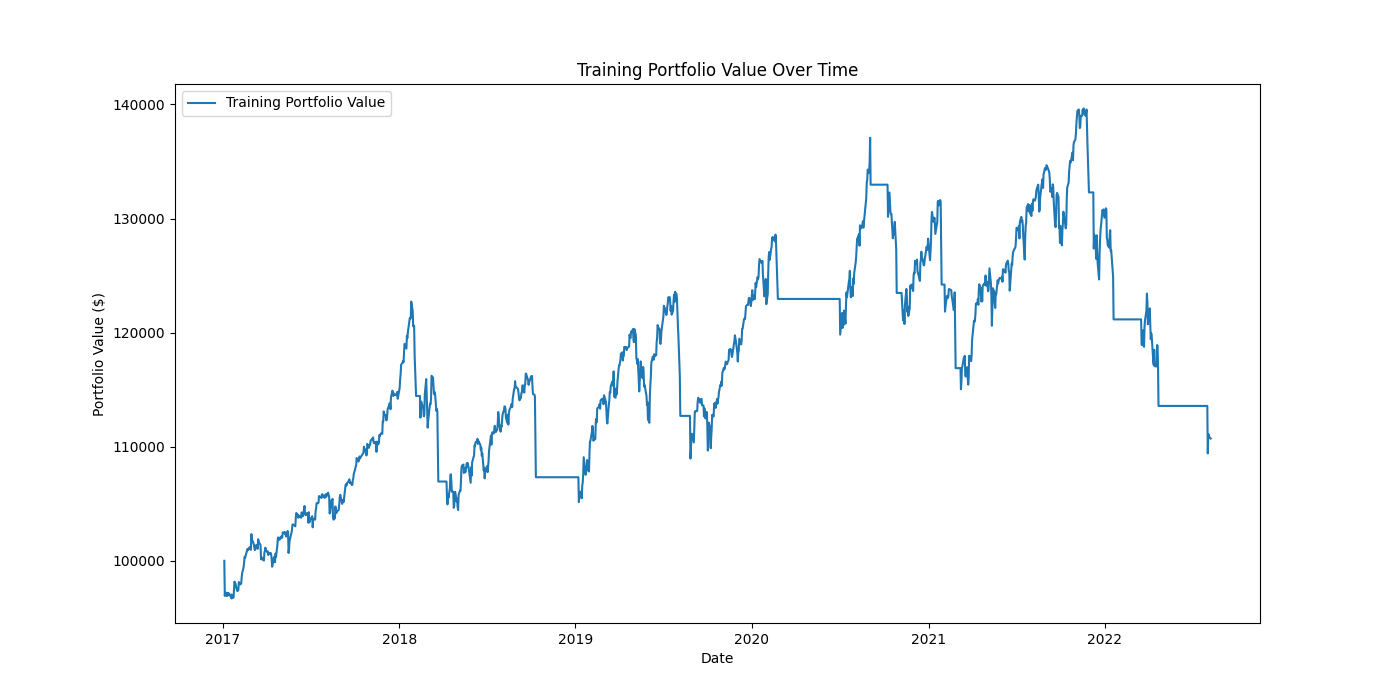 Training Portfolio Value Over Time
Training Portfolio Value
140000
130000
120000
110000
100000
Portfolio Value ($)
2017 2018 2019 2020 2021 2022
Date